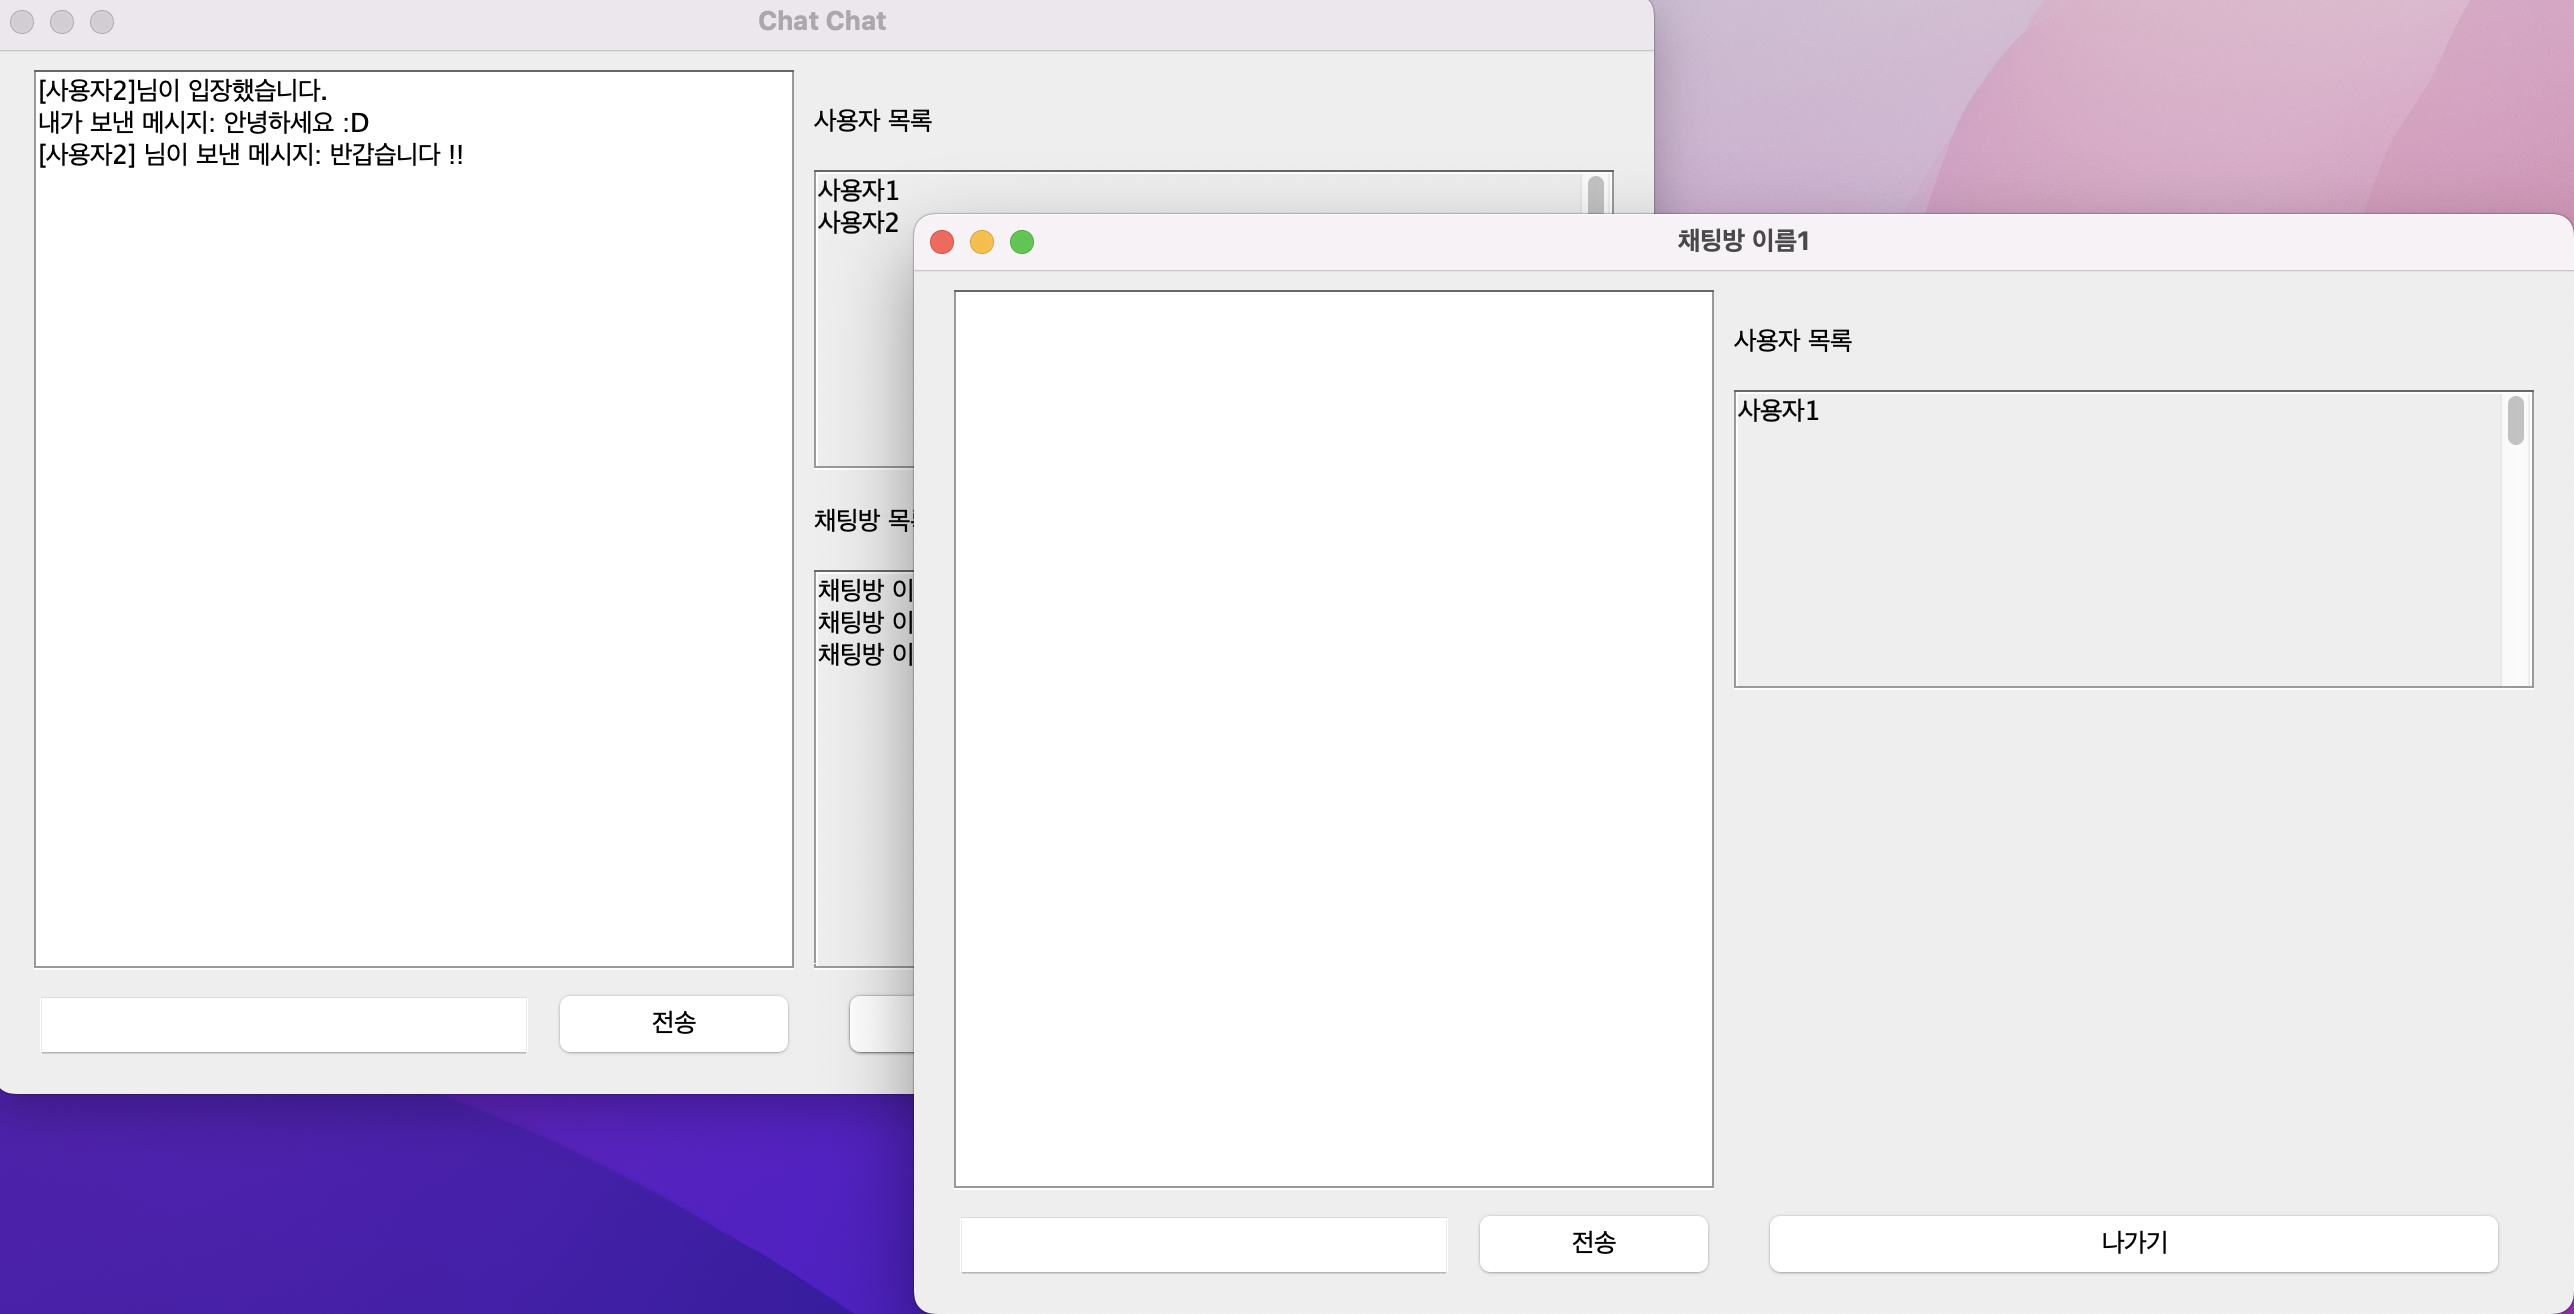 Chat Chat
[사용자2]님이 입장했습니다.
내가 보낸 메시지: 안녕하세요 :D
[사용자2] 님이 보낸 메시지: 반갑습니다 !!
사용자 목록
사용자1
사용자2
채팅방
채팅방
채팅방
채팅방
전송
채팅방 이름1
사용자 목록
사용자1
전송
나가기